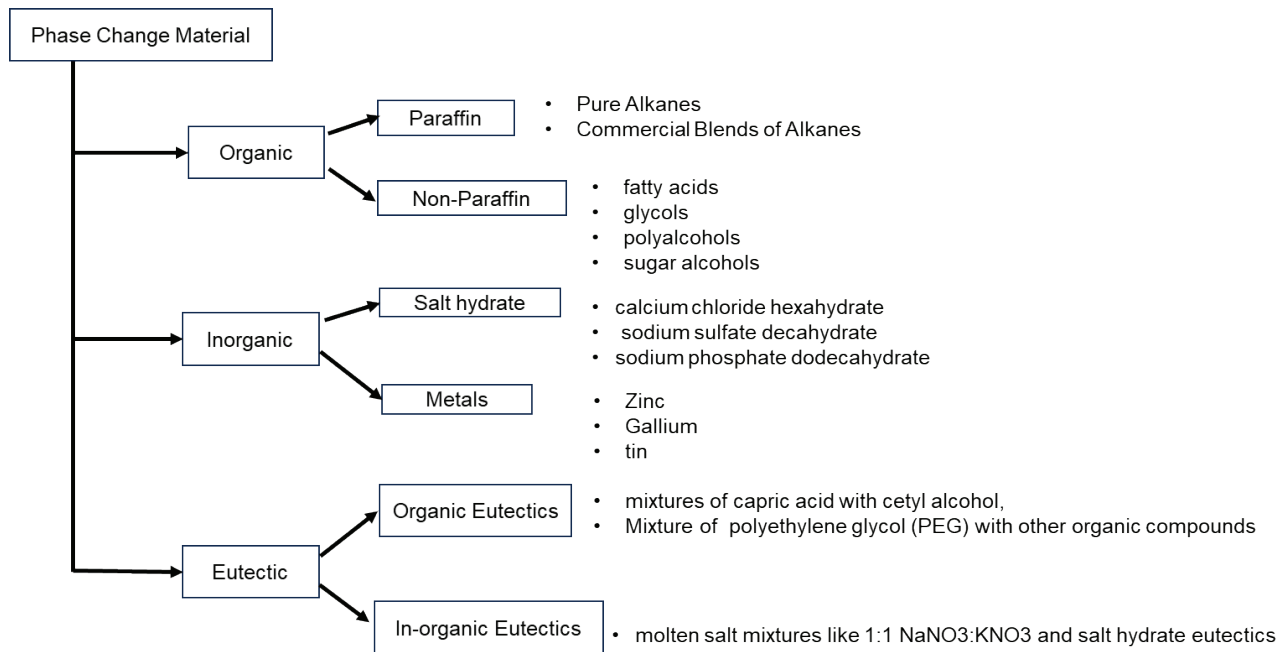 Phase Change Material
Organic
Paraffin
• Pure Alkanes
• Commercial Blends of Alkanes
Non-Paraffin
• fatty acids
• glycols
• polyalcohols
• sugar alcohols
Inorganic
Salt hydrate
• calcium chloride hexahydrate
• sodium sulfate decahydrate
• sodium phosphate dodecahydrate
Metals
• Zinc
• Gallium
• tin
Eutectic
Organic Eutectics
• mixtures of capric acid with cetyl alcohol,
• Mixture of polyethylene glycol (PEG) with other organic compounds
In-organic Eutectics
• molten salt mixtures like 1:1 NaNO3:KNO3 and salt hydrate eutectics